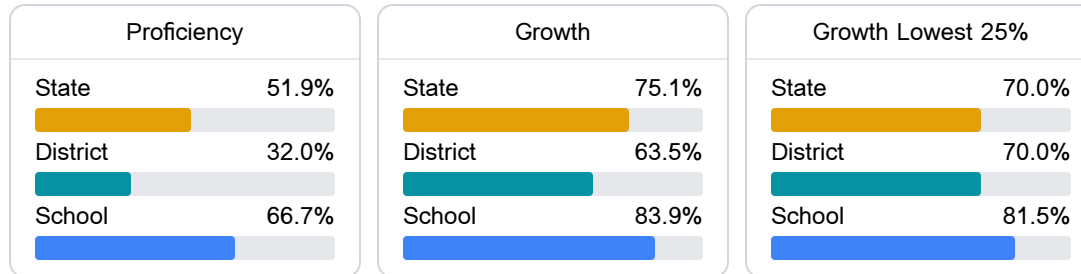 Proficiency
State 51.9%
District 32.0%
School 66.7%
Growth
State 75.1%
District 63.5%
School 83.9%
Growth Lowest 25%
State 70.0%
District 70.0%
School 81.5%